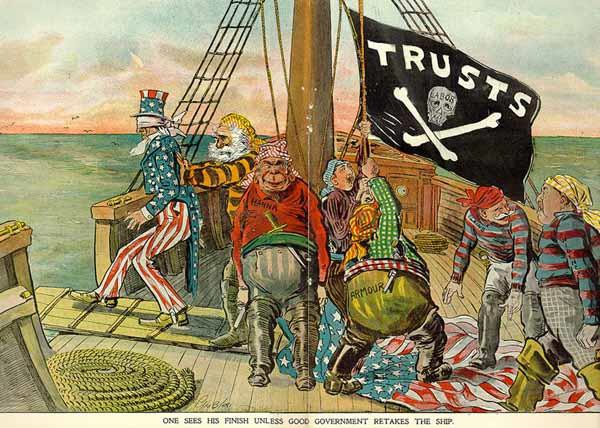 TRUSTS
LABOR
HANNA
ARMOUR
ONE SEES HIS FINISH UNLESS GOOD GOVERNMENT RETAKES THE SHIP.